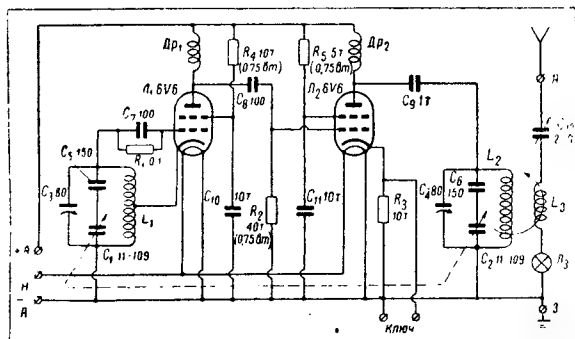 Др₁
R₄ 10т
(0,75 вт)
R₅ 5т
(0,75 вт)
Др₂
Л₁ 6V6
C₈ 100
Л₂ 6V6
C₉ 1т
А
C₇ 100
R₁ 0,1
C₅ 150
C₃ 80
L₁
C₁ 11-109
C₁₀
10т
R₂
40т
(0,75вт)
C₁₁ 10т
R₃
10т
C₄ 80
C₆
150
L₂
C₂ 11-109
L₃
Л₃
+А
Н
-
А
Ключ
З